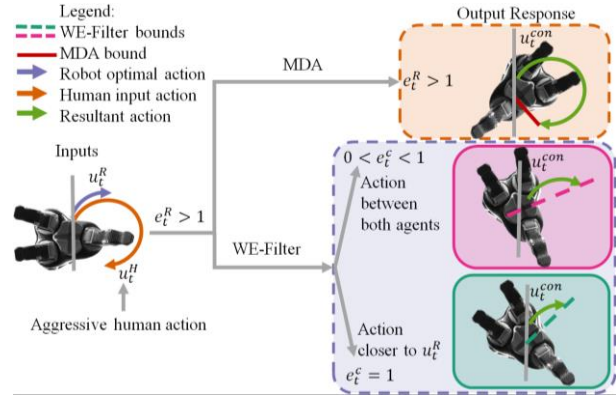 Legend:
WE-Filter bounds
MDA bound
Robot optimal action
Human input action
Resultant action
Inputs
u_t^R
u_t^H
Aggressive human action
e_t^R > 1
MDA
WE-Filter
Output Response
e_t^R > 1
u_t^{con}
0 < e_t^c < 1
Action
between
both
agents
u_t^{con}
Action
closer to u_t^R
e_t^c = 1
u_t^{con}